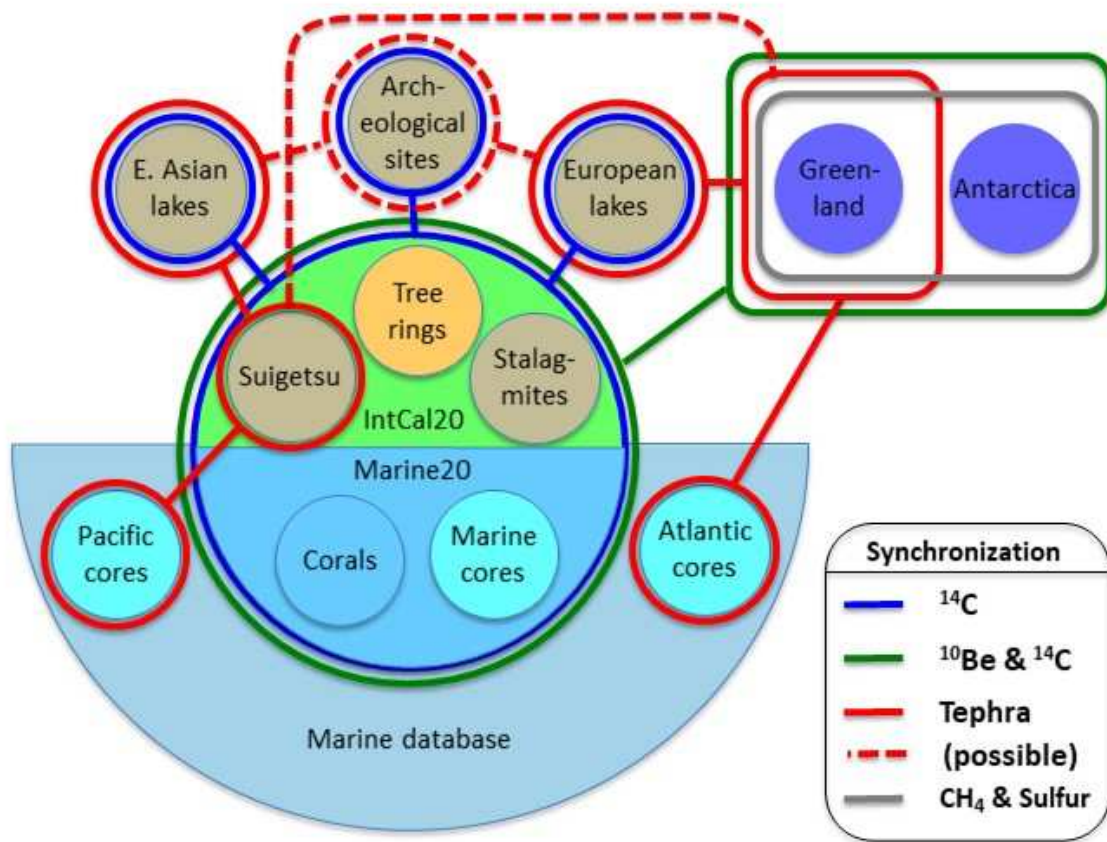 Arch-
eological
sites
E. Asian
lakes
European
lakes
Green-
land
Antarctica
Tree
rings
Suigetsu
Stalag-
mites
IntCal20
Marine20
Pacific
cores
Corals
Marine
cores
Atlantic
cores
Marine database
Synchronization
¹⁴C
¹⁰Be & ¹⁴C
Tephra
(possible)
CH₄ & Sulfur